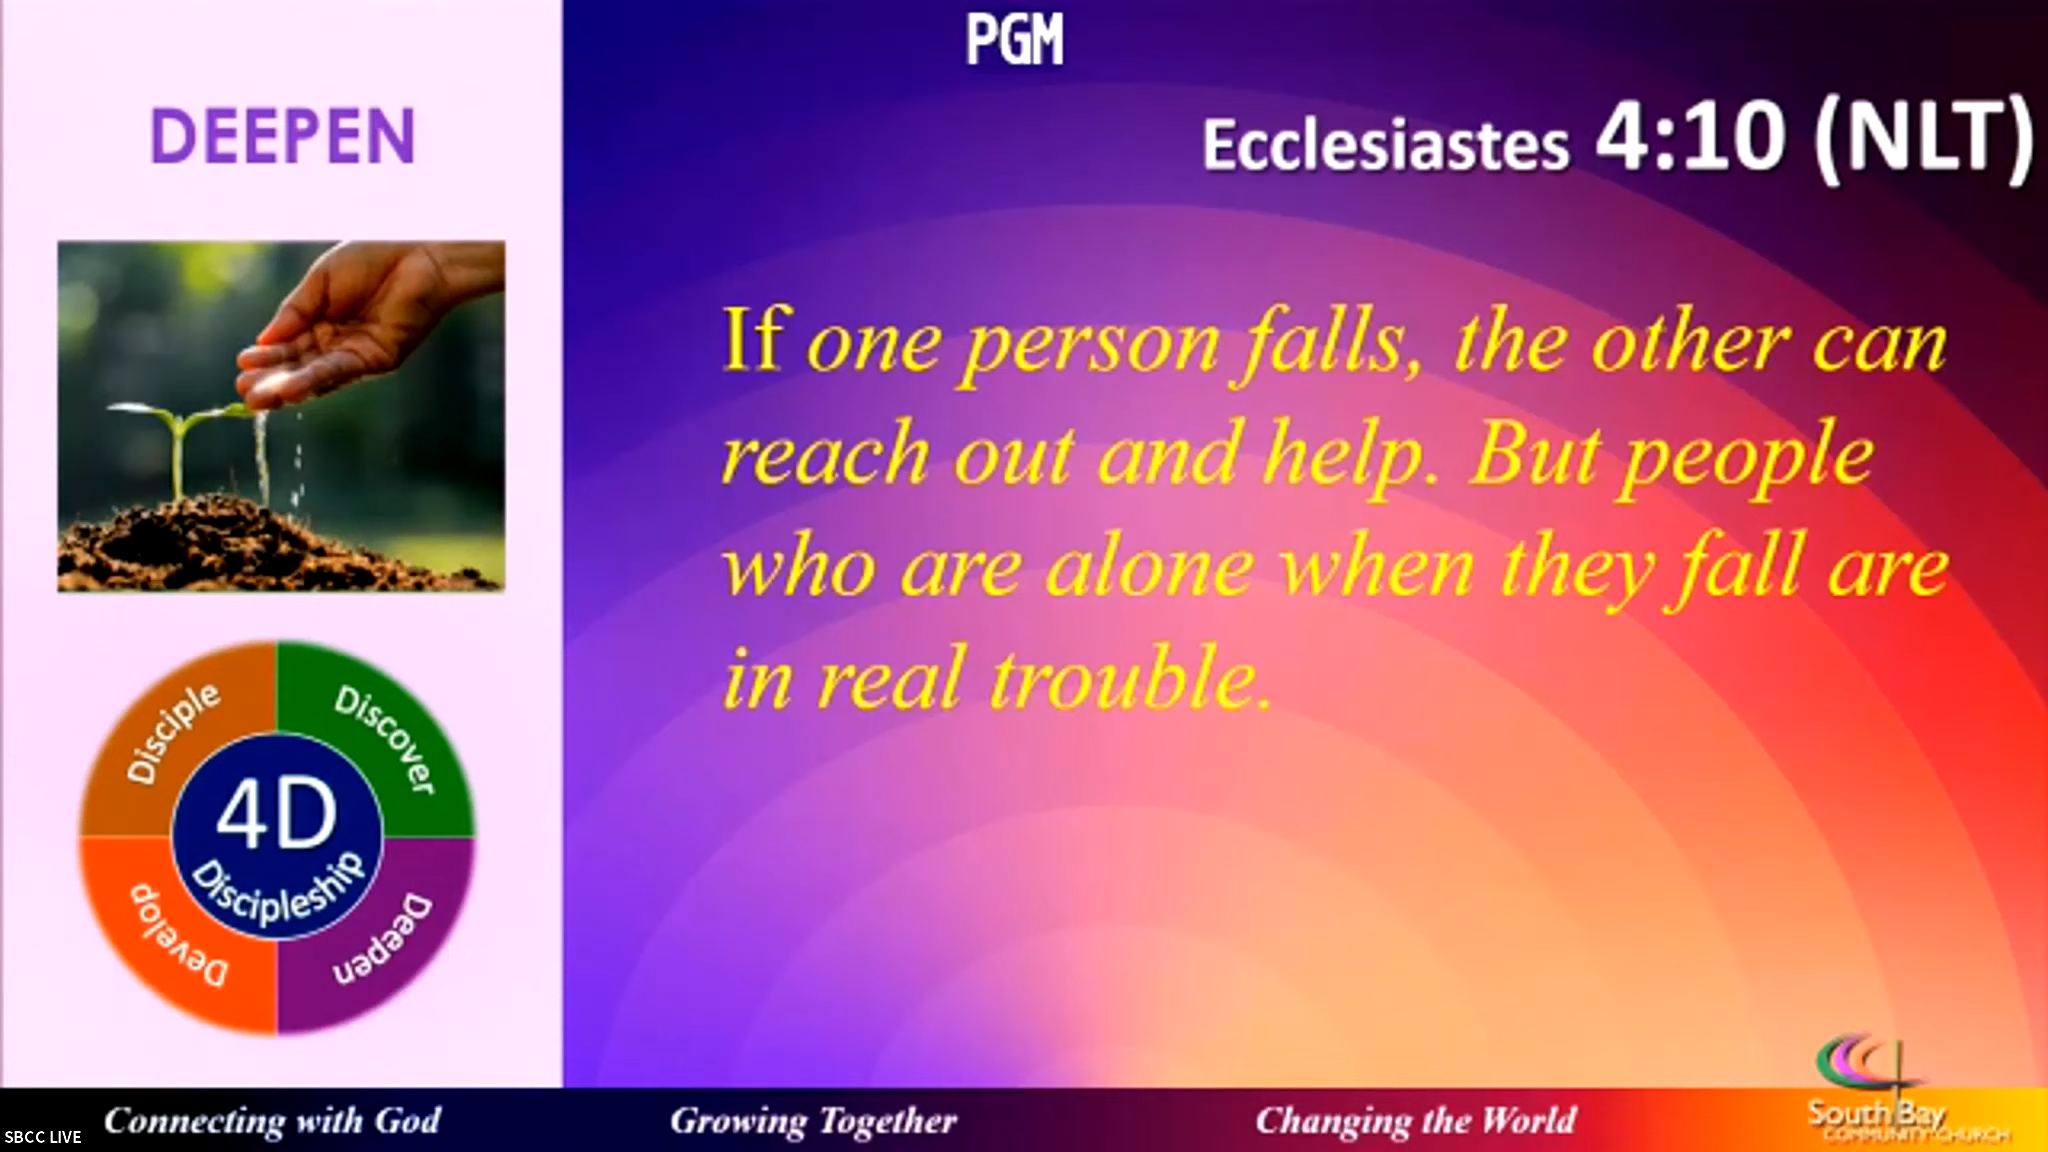 PGM
DEEPEN
Ecclesiastes 4:10 (NLT)
If one person falls, the other can
reach out and help. But people
who are alone when they fall are
in real trouble.
Disciple
Discover
4D
Discipleship
Develop
Deepen
Connecting with God
Growing Together
Changing the World
South Bay
COMMUNITY CHURCH
SBCC LIVE